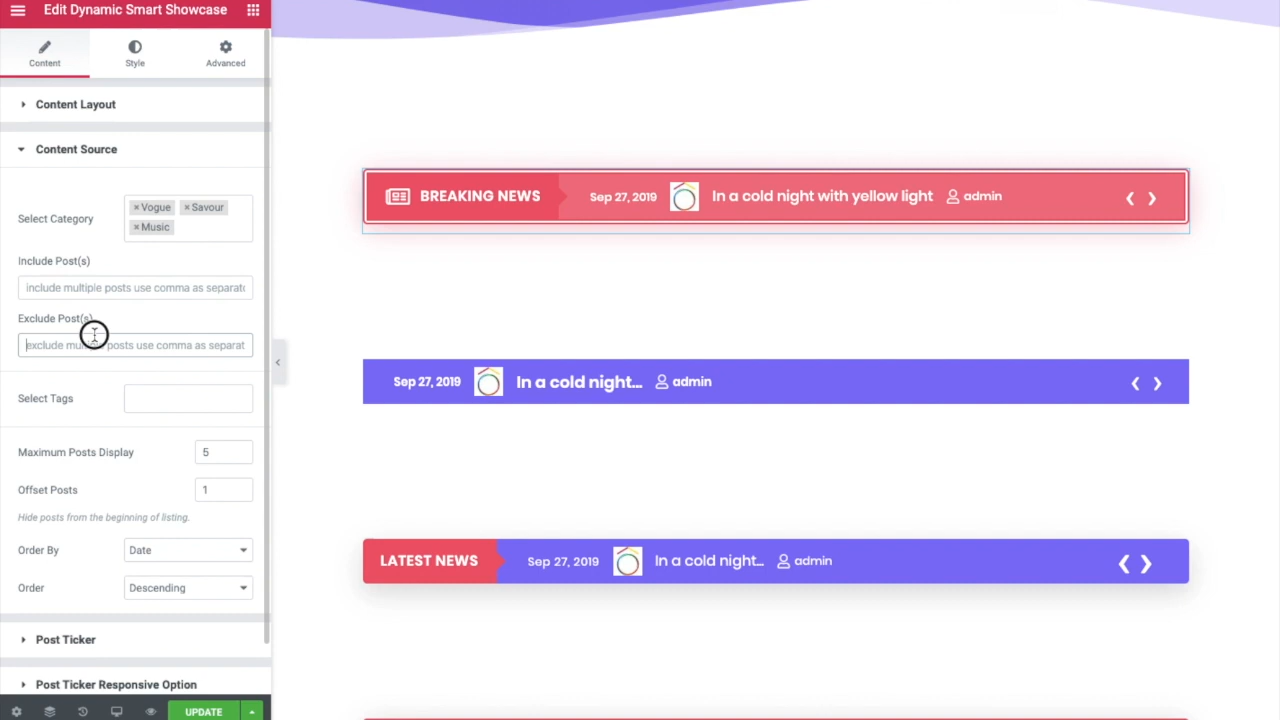 Edit Dynamic Smart Showcase
Content
Style
Advanced
Content Layout
Content Source
Select Category
×Vogue
×Savour
×Music
Include Post(s)
include multiple posts use comma as separat
Exclude Post(s)
exclude multiple posts use comma as separat
Select Tags
Maximum Posts Display
5
Offset Posts
1
Hide posts from the beginning of listing.
Order By
Date
Order
Descending
Post Ticker
Post Ticker Responsive Option
UPDATE
BREAKING NEWS Sep 27, 2019 In a cold night with yellow light admin
Sep 27, 2019 In a cold night... admin
LATEST NEWS Sep 27, 2019 In a cold night... admin